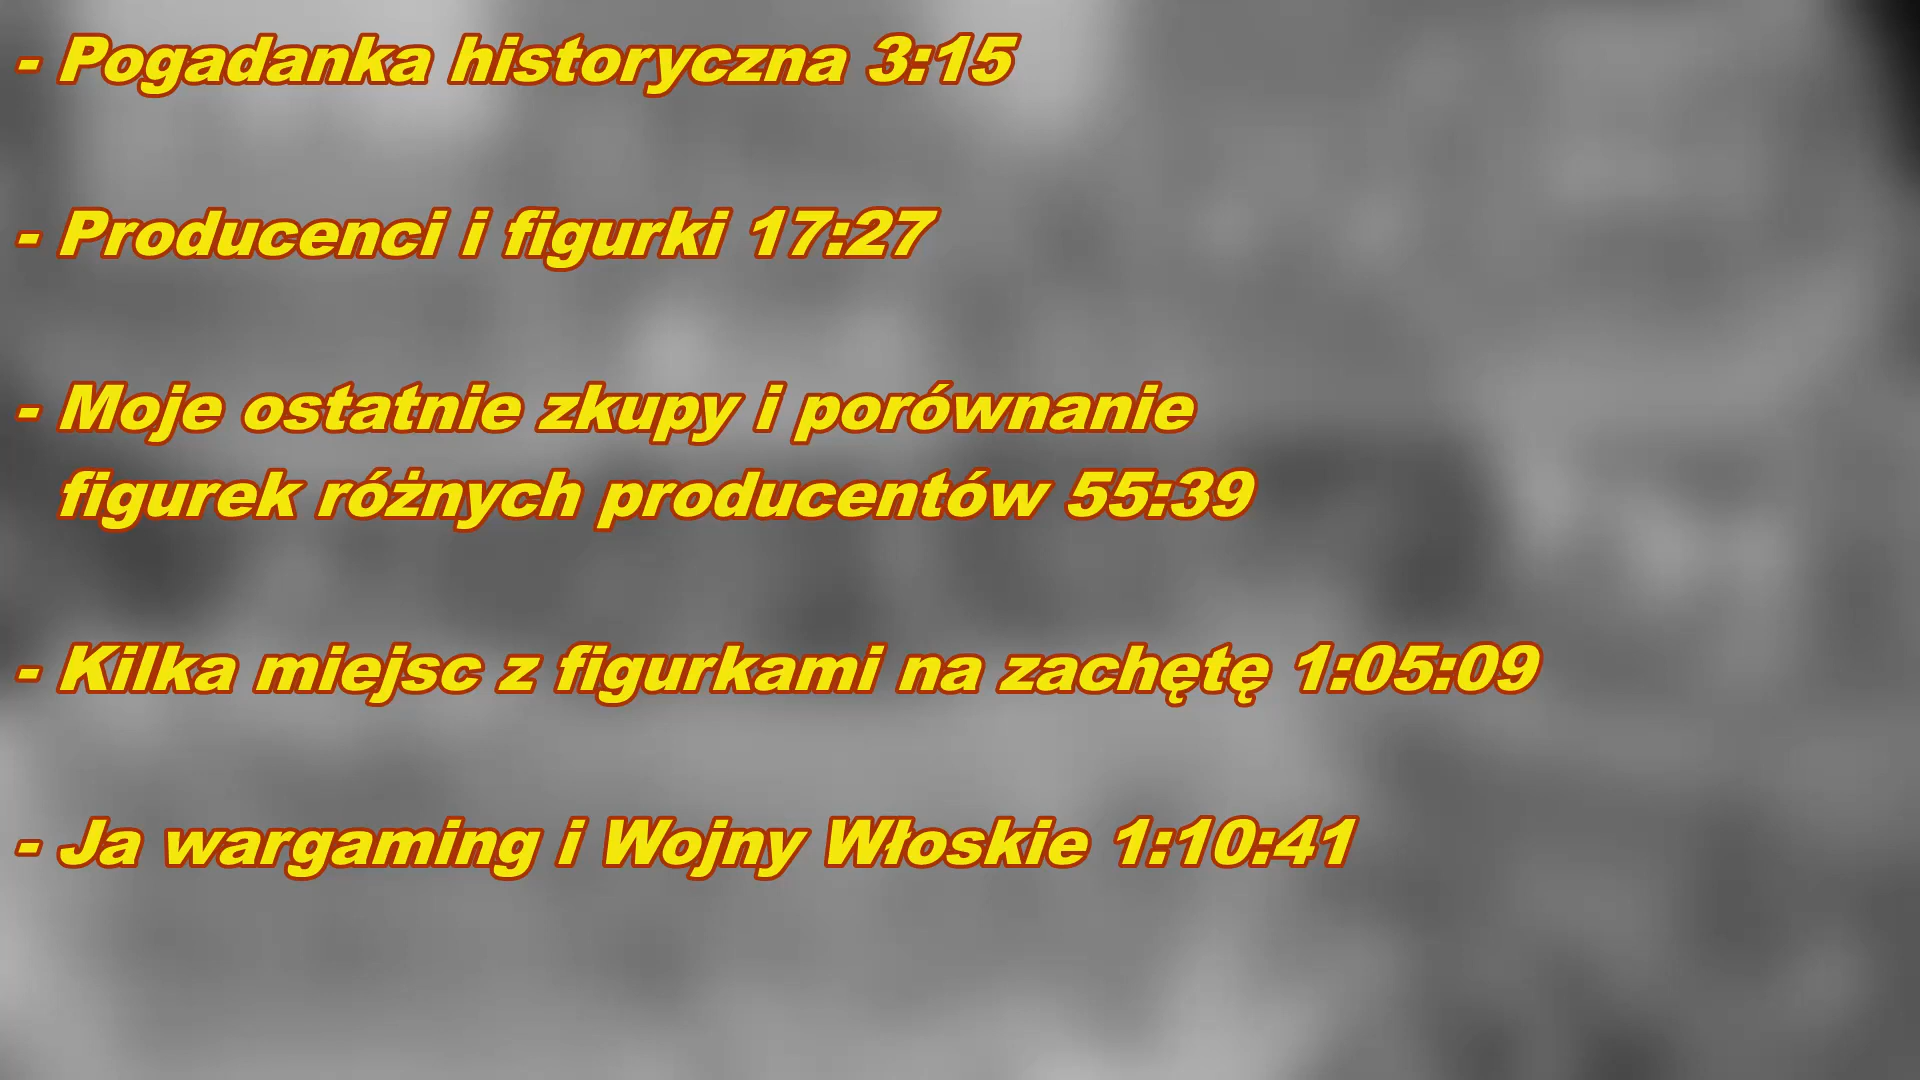 - Pogadanka historyczna 3:15
- Producenci i figurki 17:27
- Moje ostatnie zkupy i porównanie
figurek różnych producentów 55:39
- Kilka miejsc z figurkami na zachętę 1:05:09
- Ja wargaming i Wojny Włoskie 1:10:41